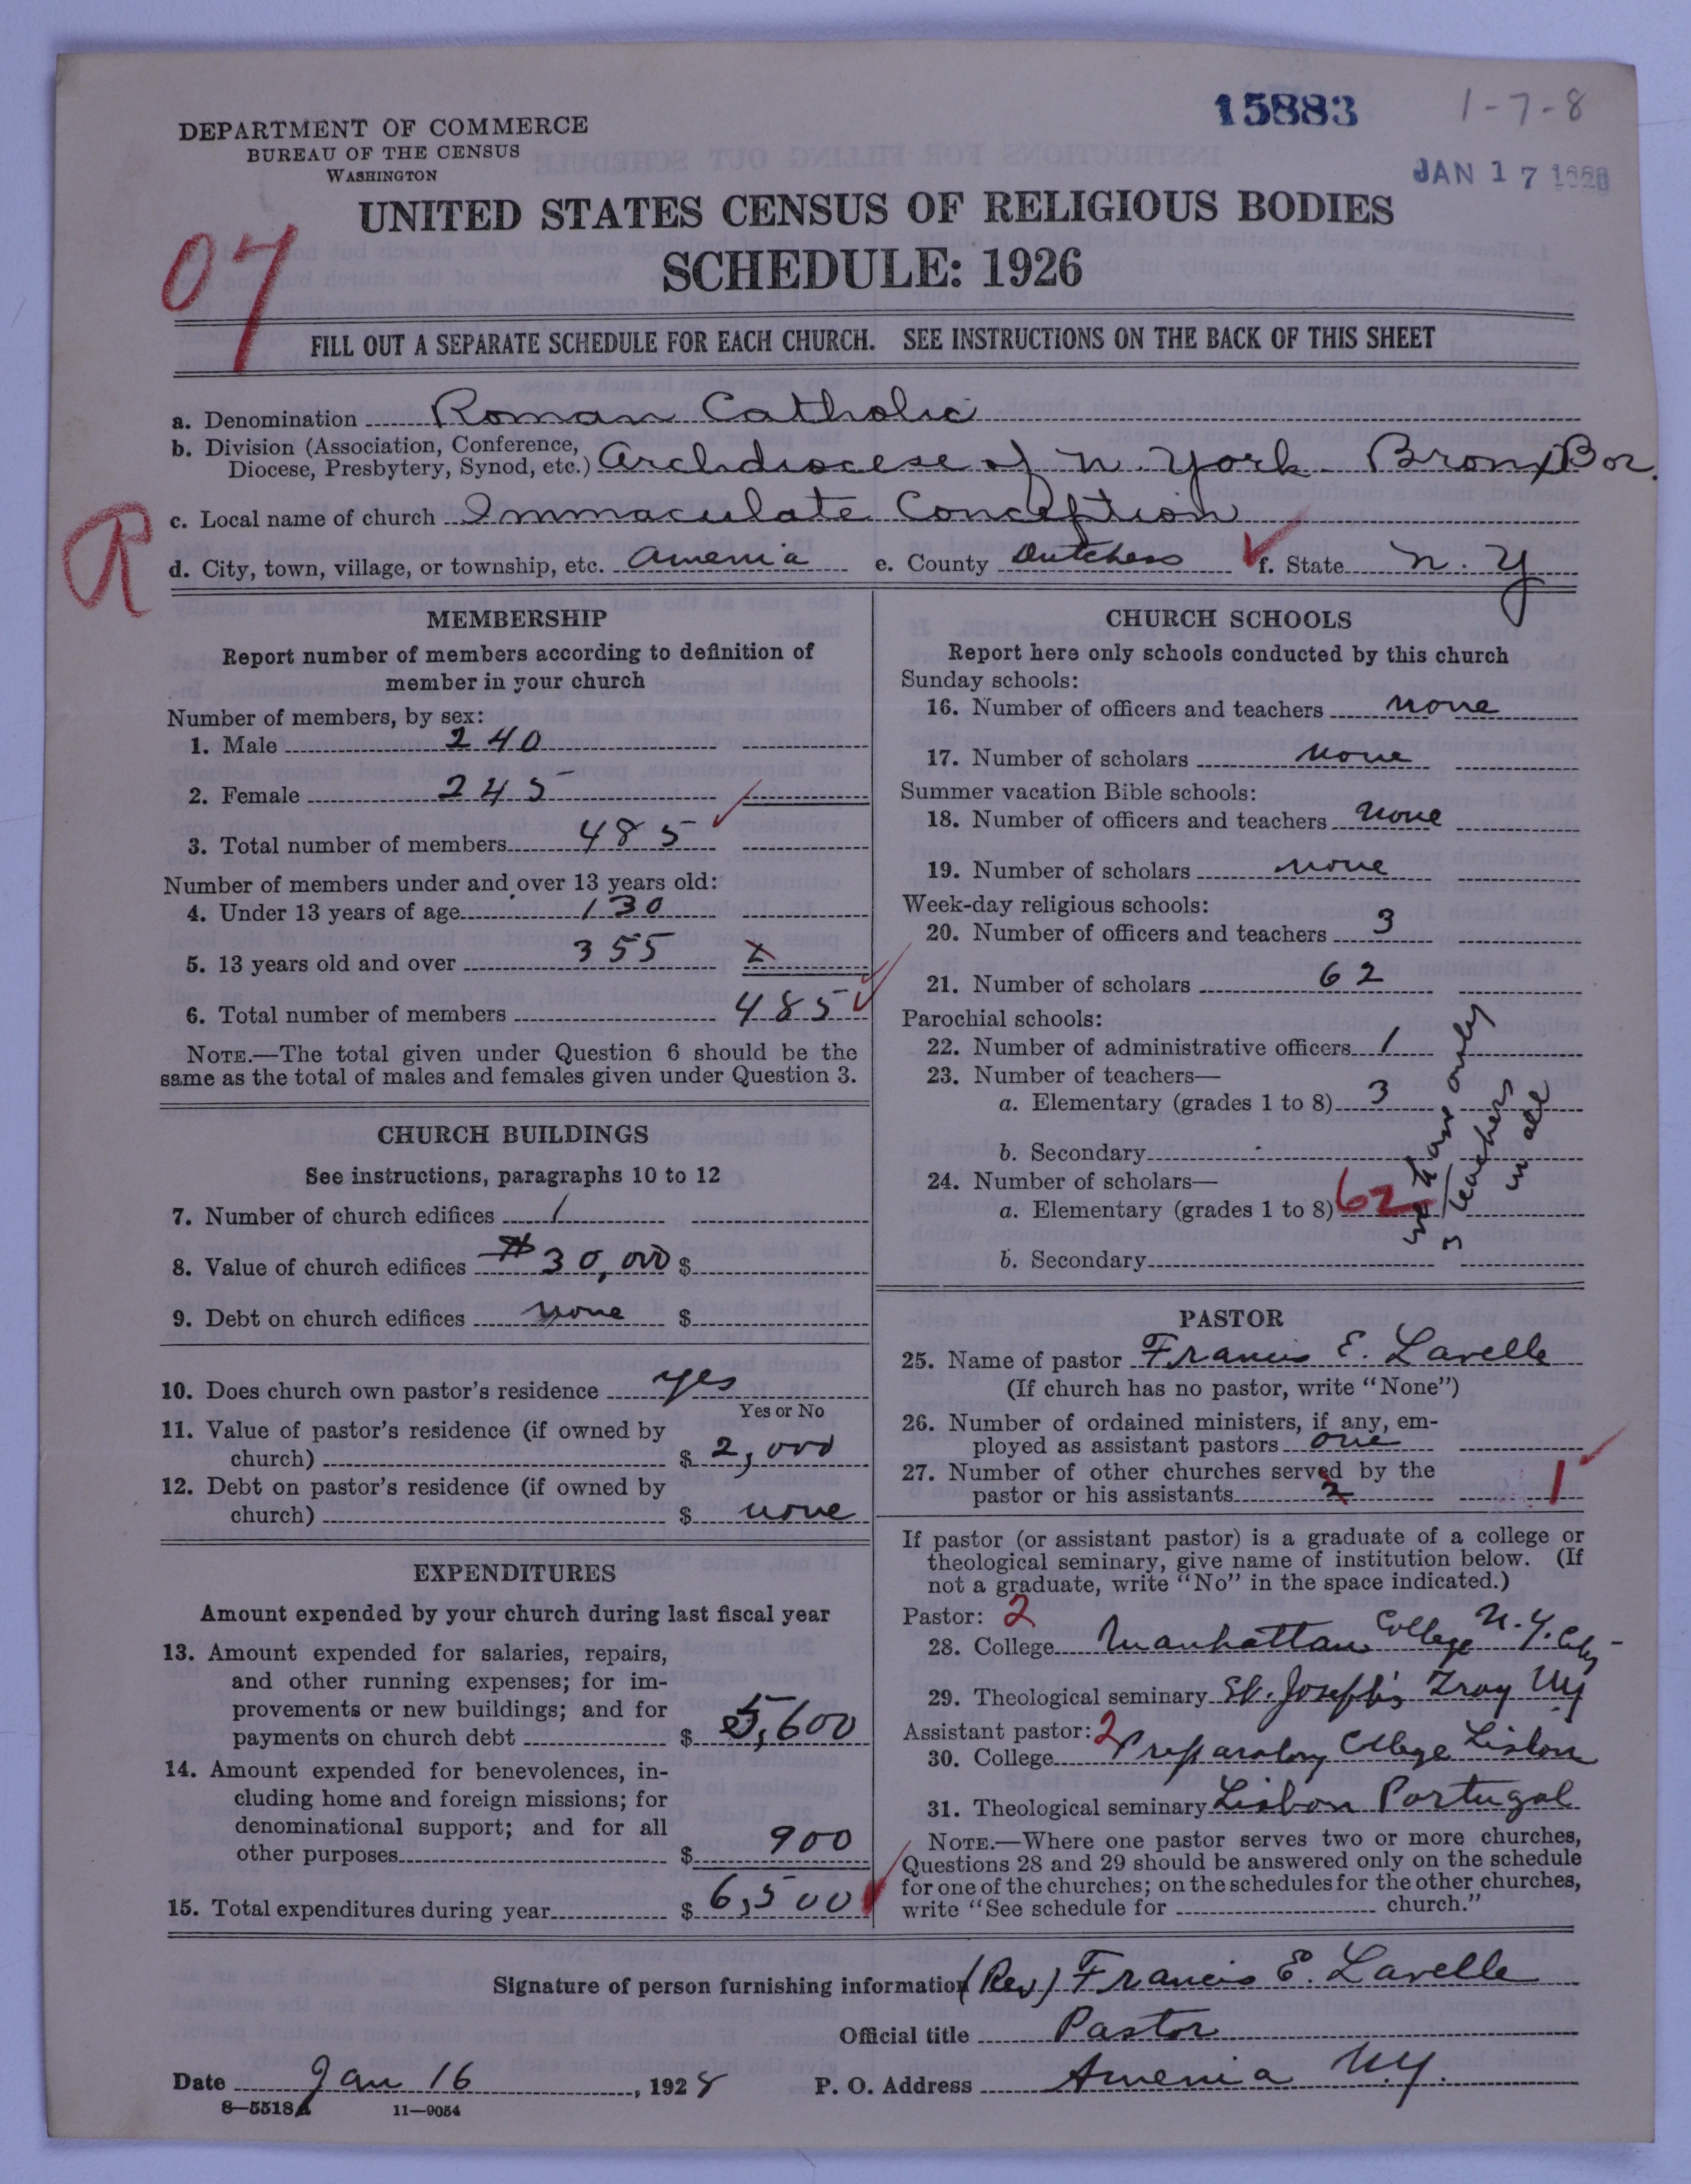 15883
1-7-8
DEPARTMENT OF COMMERCE
BUREAU OF THE CENSUS
WASHINGTON
JAN 17
UNITED STATES CENSUS OF RELIGIOUS BODIES
SCHEDULE: 1926
07
FILL OUT A SEPARATE SCHEDULE FOR EACH CHURCH. SEE INSTRUCTIONS ON THE BACK OF THIS SHEET
a. Denomination Roman Catholic
b. Division (Association, Conference,
Diocese, Presbytery, Synod, etc.) Archdiocese of N. York Bronx Bor.
R
c. Local name of church Immaculate Conception
d. City, town, village, or township, etc. Amenia e. County Dutchess f. State N. Y
MEMBERSHIP
Report number of members according to definition of
member in your church
Number of members, by sex:
1. Male 240
2. Female 245
3. Total number of members 485
Number of members under and over 13 years old:
4. Under 13 years of age 130
5. 13 years old and over 355
6. Total number of members 485
NOTE.—The total given under Question 6 should be the
same as the total of males and females given under Question 3.
CHURCH BUILDINGS
See instructions, paragraphs 10 to 12
7. Number of church edifices 1
8. Value of church edifices $30,000 $
9. Debt on church edifices none $
10. Does church own pastor's residence yes
Yes or No
11. Value of pastor's residence (if owned by
church) $ 2,000
12. Debt on pastor's residence (if owned by
church) $ none
EXPENDITURES
Amount expended by your church during last fiscal year
13. Amount expended for salaries, repairs,
and other running expenses; for im-
provements or new buildings; and for
payments on church debt $ 5,600
14. Amount expended for benevolences, in-
cluding home and foreign missions; for
denominational support; and for all
other purposes $ 900
15. Total expenditures during year $ 6,500
CHURCH SCHOOLS
Report here only schools conducted by this church
Sunday schools:
16. Number of officers and teachers none
17. Number of scholars none
Summer vacation Bible schools:
18. Number of officers and teachers none
19. Number of scholars none
Week-day religious schools:
20. Number of officers and teachers 3
21. Number of scholars 62
Parochial schools:
22. Number of administrative officers 1
23. Number of teachers—
a. Elementary (grades 1 to 8) 3
b. Secondary
24. Number of scholars—
a. Elementary (grades 1 to 8) 62
b. Secondary
we have only
3 teachers
in all
PASTOR
25. Name of pastor Francis E. Lavelle
(If church has no pastor, write "None")
26. Number of ordained ministers, if any, em-
ployed as assistant pastors one
27. Number of other churches served by the
pastor or his assistants 2 1
If pastor (or assistant pastor) is a graduate of a college or
theological seminary, give name of institution below. (If
not a graduate, write "No" in the space indicated.)
Pastor: 2
28. College Manhattan College N. Y. City
29. Theological seminary St. Joseph's Troy NY
Assistant pastor: 2
30. College Preparatory College Lisbon
31. Theological seminary Lisbon Portugal
NOTE.—Where one pastor serves two or more churches,
Questions 28 and 29 should be answered only on the schedule
for one of the churches; on the schedules for the other churches,
write "See schedule for church."
Signature of person furnishing information (Rev) Francis E. Lavelle
Official title Pastor
Date Jan 16, 1928 P. O. Address Amenia N.Y.
8—5518A 11—9054